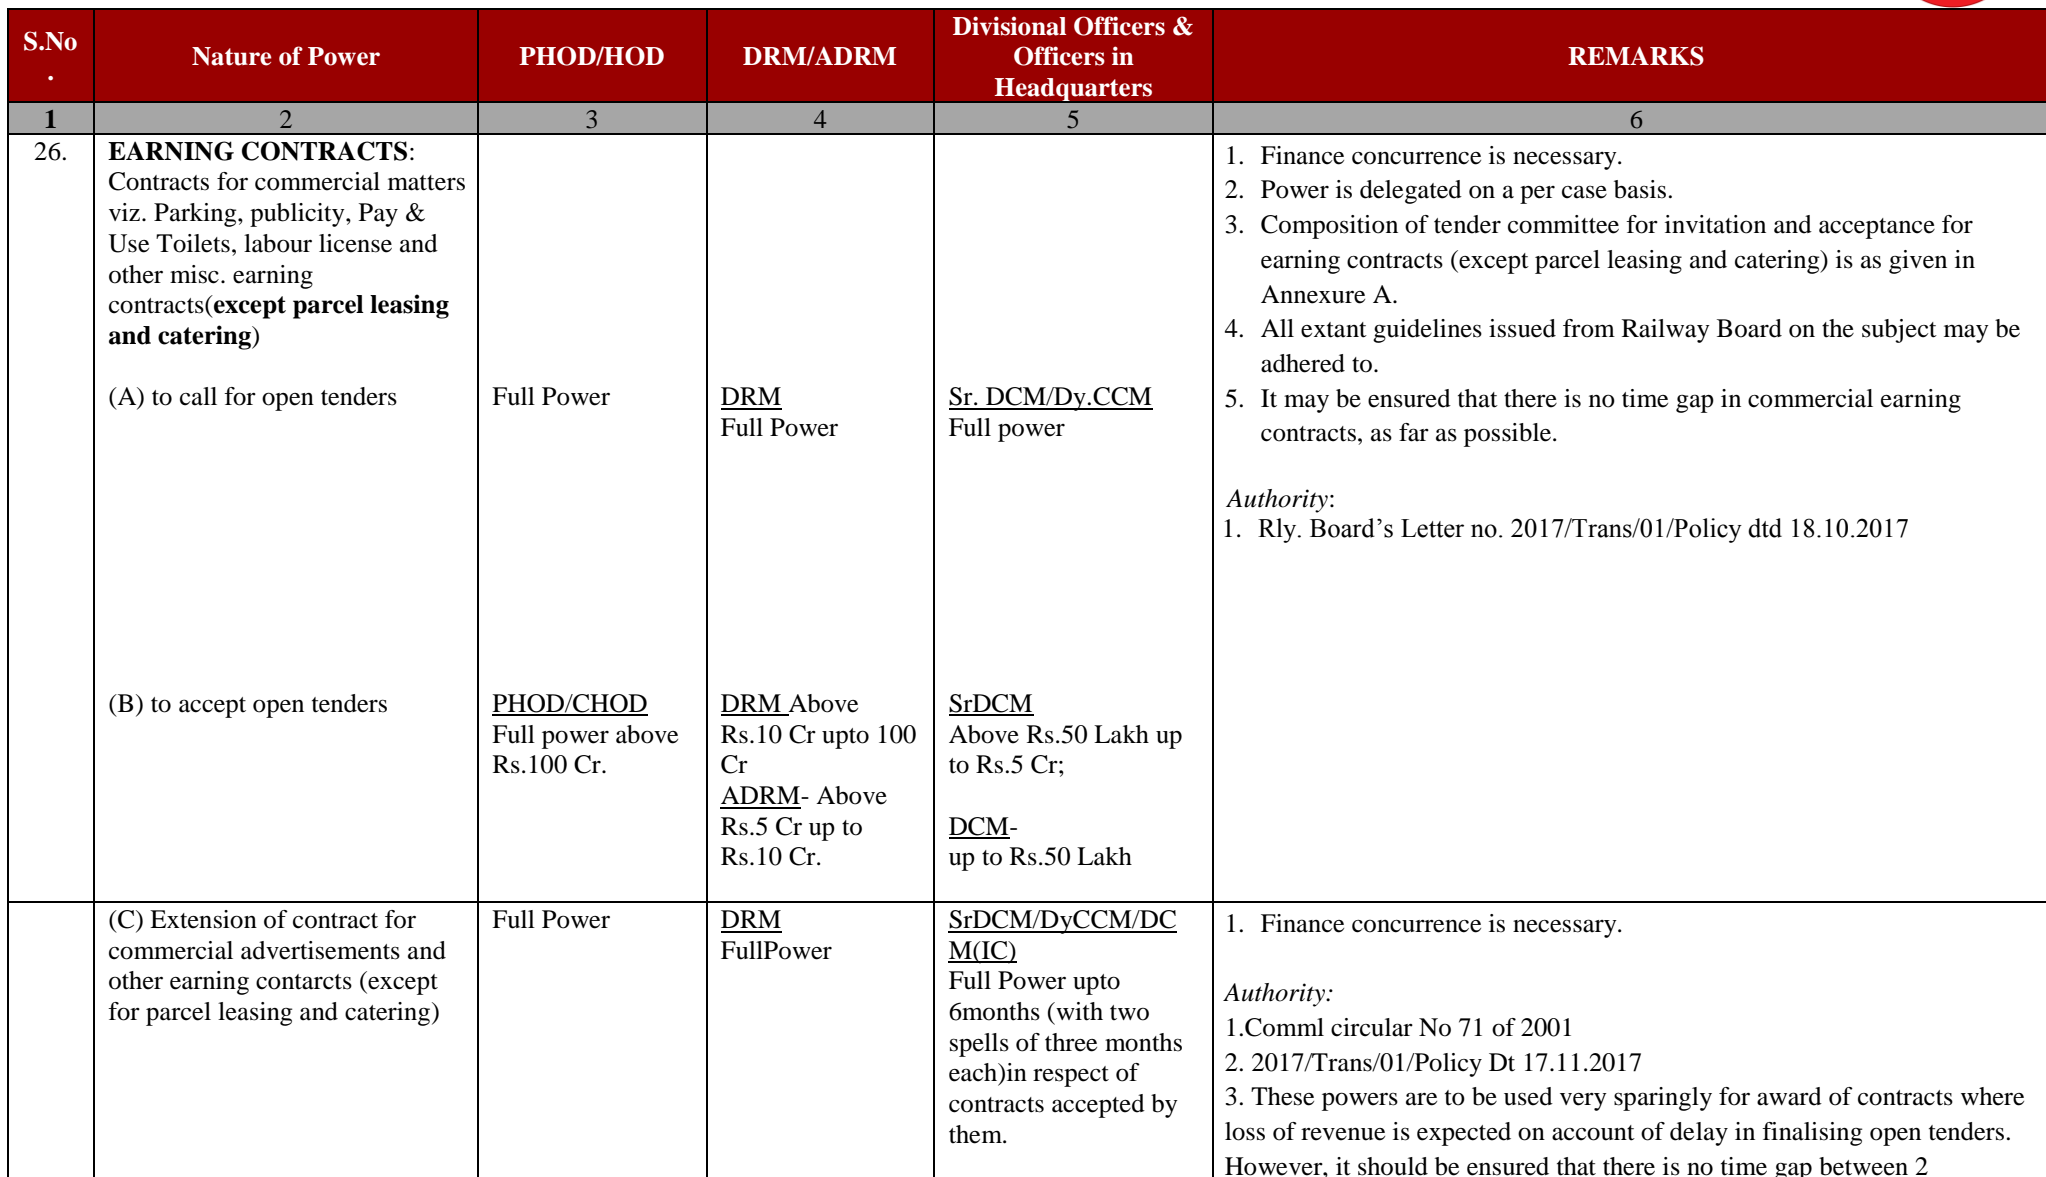 S.No
.
Nature of Power
PHOD/HOD
DRM/ADRM
Divisional Officers &
Officers in
Headquarters
REMARKS
1
2
3
4
5
6
26.
EARNING CONTRACTS:
Contracts for commercial matters
viz. Parking, publicity, Pay &
Use Toilets, labour license and
other misc. earning
contracts(except parcel leasing
and catering)
(A) to call for open tenders
Full Power
DRM
Full Power
Sr. DCM/Dy.CCM
Full power
(B) to accept open tenders
PHOD/CHOD
Full power above
Rs.100 Cr.
DRM Above
Rs.10 Cr upto 100
Cr
ADRM- Above
Rs.5 Cr up to
Rs.10 Cr.
SrDCM
Above Rs.50 Lakh up
to Rs.5 Cr;
DCM-
up to Rs.50 Lakh
1. Finance concurrence is necessary.
2. Power is delegated on a per case basis.
3. Composition of tender committee for invitation and acceptance for
earning contracts (except parcel leasing and catering) is as given in
Annexure A.
4. All extant guidelines issued from Railway Board on the subject may be
adhered to.
5. It may be ensured that there is no time gap in commercial earning
contracts, as far as possible.
Authority:
1. Rly. Board’s Letter no. 2017/Trans/01/Policy dtd 18.10.2017
(C) Extension of contract for
commercial advertisements and
other earning contarcts (except
for parcel leasing and catering)
Full Power
DRM
FullPower
SrDCM/DyCCM/DC
M(IC)
Full Power upto
6months (with two
spells of three months
each)in respect of
contracts accepted by
them.
1. Finance concurrence is necessary.
Authority:
1.Comml circular No 71 of 2001
2. 2017/Trans/01/Policy Dt 17.11.2017
3. These powers are to be used very sparingly for award of contracts where
loss of revenue is expected on account of delay in finalising open tenders.
However, it should be ensured that there is no time gap between 2